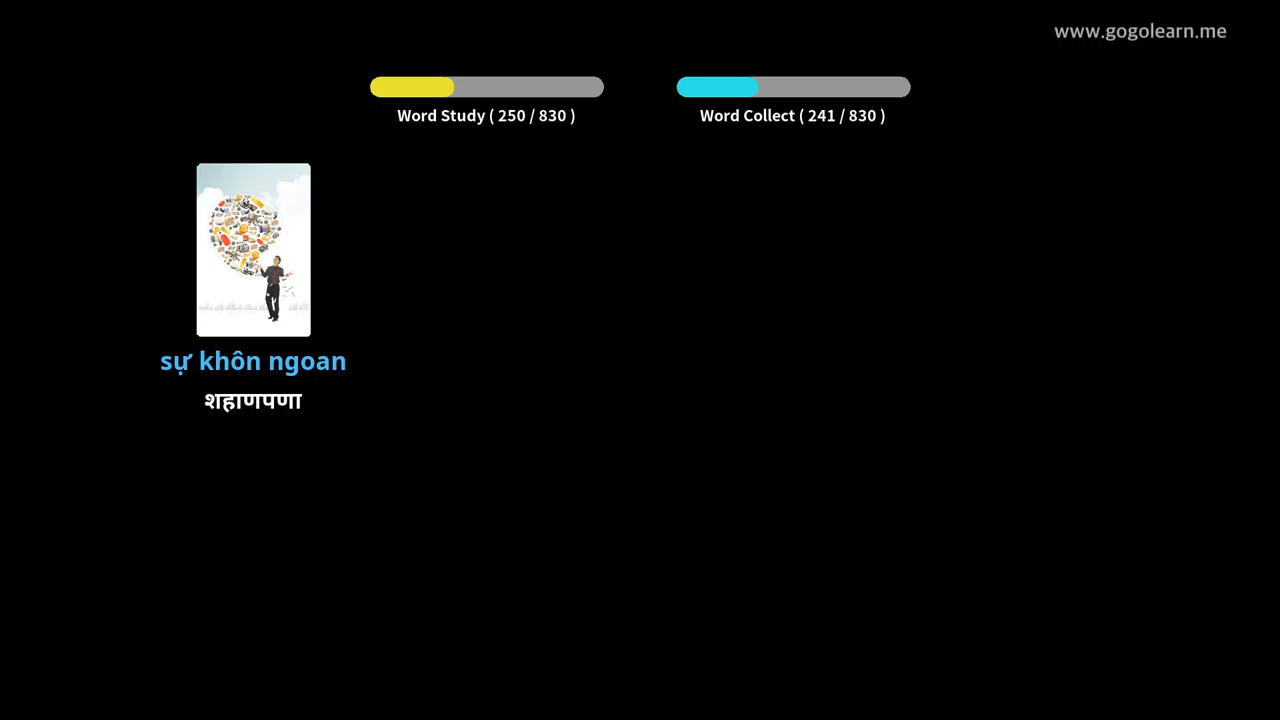 www.gogolearn.me
Word Study ( 250 / 830 )
Word Collect ( 241 / 830 )
sự khôn ngoan
शहाणपणा